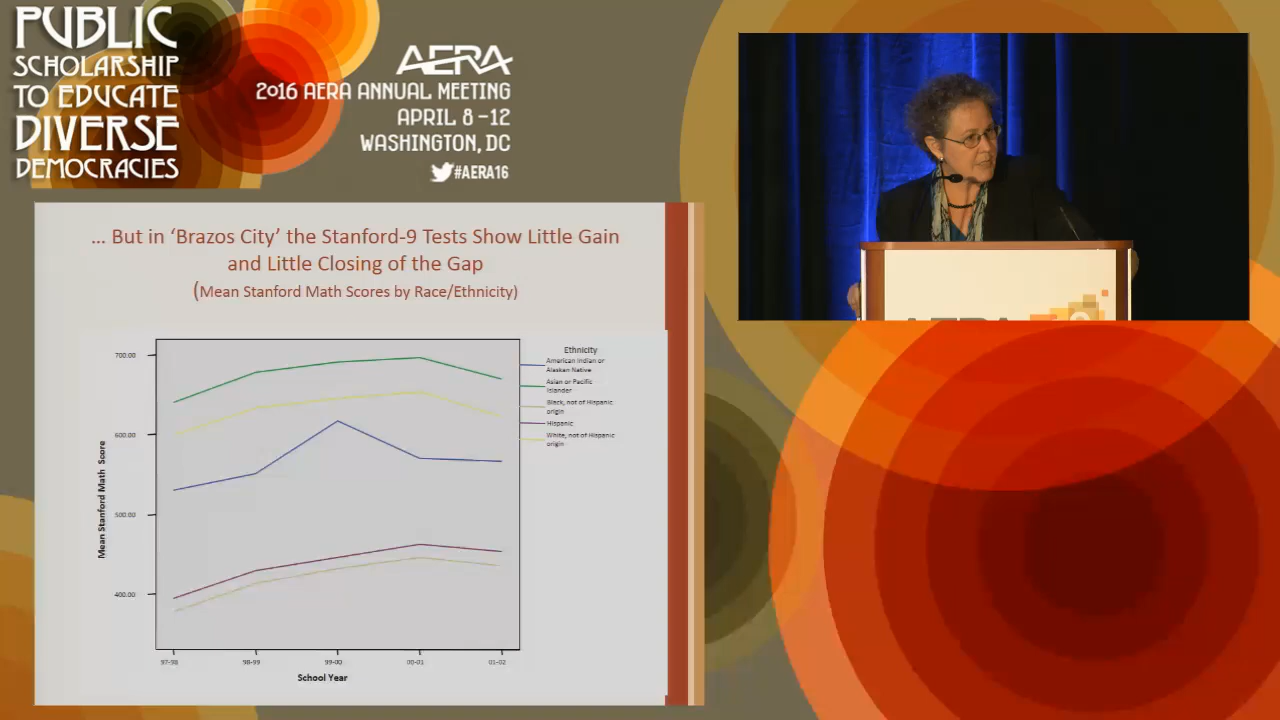 PUBLIC
SCHOLARSHIP
TO EDUCATE
DIVERSE
DEMOCRACIES
AERA
2016 AERA ANNUAL MEETING
APRIL 8 -12
WASHINGTON, DC
#AERA16
... But in ‘Brazos City’ the Stanford-9 Tests Show Little Gain
and Little Closing of the Gap
(Mean Stanford Math Scores by Race/Ethnicity)
Mean Stanford Math Score
700.00
600.00
500.00
400.00
97-98
98-99
99-00
00-01
01-02
School Year
Ethnicity
American Indian or
Alaskan Native
Asian or Pacific
Islander
Black, not of Hispanic
origin
Hispanic
White, not of Hispanic
origin